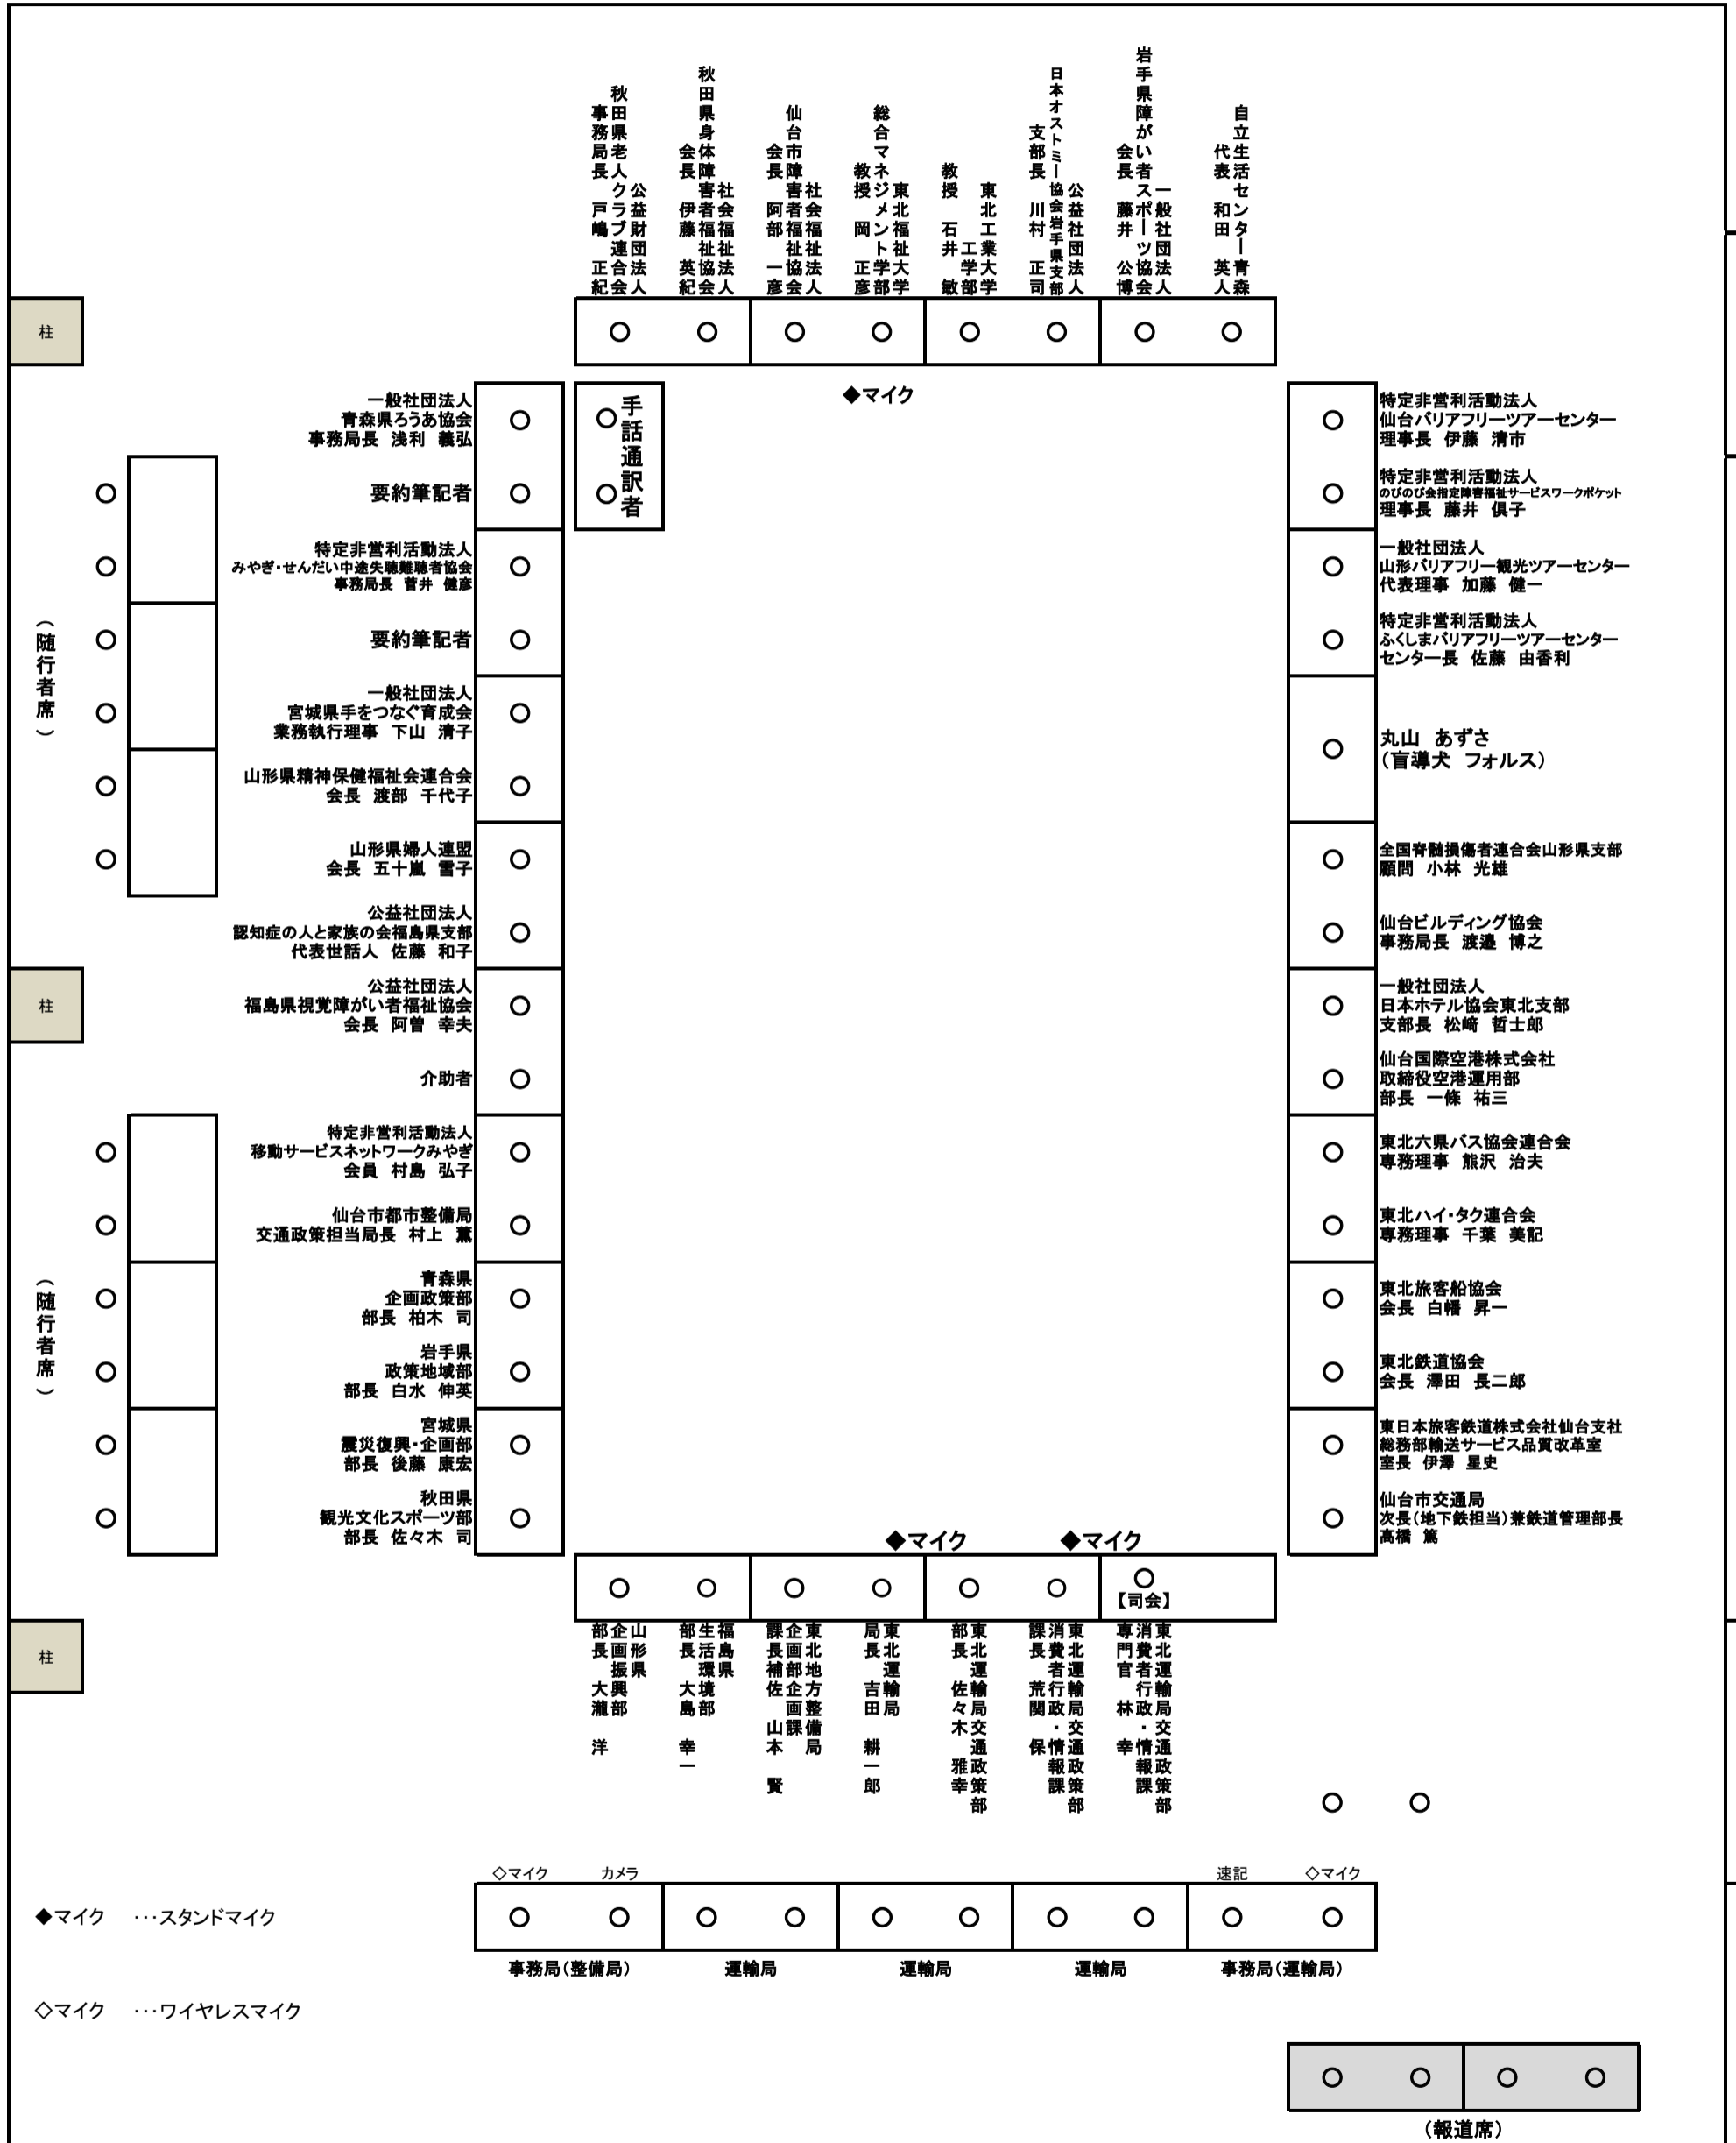 自立生活センター青森
代表 和田 英人
一般社団法人
岩手県障がい者スポーツ協会
会長 藤井 公博
公益社団法人
日本オストミー協会岩手県支部
支部長 川村 正司
東北工業大学
工学部
教授 石井 敏
東北福祉大学
総合マネジメント学部
教授 岡 正彦
社会福祉法人
仙台市障害者福祉協会
会長 阿部 一彦
社会福祉法人
秋田県身体障害者福祉協会
会長 伊藤 英紀
公益財団法人
秋田県老人クラブ連合会
事務局長 戸嶋 正紀
柱
◆マイク
手話通訳者
一般社団法人
青森県ろうあ協会
事務局長 浅利 義弘
要約筆記者
特定非営利活動法人
みやぎ・せんだい中途失聴難聴者協会
事務局長 菅井 健彦
要約筆記者
一般社団法人
宮城県手をつなぐ育成会
業務執行理事 下山 清子
山形県精神保健福祉会連合会
会長 渡部 千代子
山形県婦人連盟
会長 五十嵐 雪子
公益社団法人
認知症の人と家族の会福島県支部
代表世話人 佐藤 和子
公益社団法人
福島県視覚障がい者福祉協会
会長 阿曽 幸夫
介助者
特定非営利活動法人
移動サービスネットワークみやぎ
会員 村島 弘子
仙台市都市整備局
交通政策担当局長 村上 薫
青森県
企画政策部
部長 柏木 司
岩手県
政策地域部
部長 白水 伸英
宮城県
震災復興・企画部
部長 後藤 康宏
秋田県
観光文化スポーツ部
部長 佐々木 司
(随行者席)
柱
(随行者席)
柱
特定非営利活動法人
仙台バリアフリーツアーセンター
理事長 伊藤 清市
特定非営利活動法人
のびのび会指定障害福祉サービスワークポケット
理事長 藤井 倶子
一般社団法人
山形バリアフリー観光ツアーセンター
代表理事 加藤 健一
特定非営利活動法人
ふくしまバリアフリーツアーセンター
センター長 佐藤 由香利
丸山 あずさ
(盲導犬 フォルス)
全国脊髄損傷者連合会山形県支部
顧問 小林 光雄
仙台ビルディング協会
事務局長 渡邉 博之
一般社団法人
日本ホテル協会東北支部
支部長 松﨑 哲士郎
仙台国際空港株式会社
取締役空港運用部
部長 一條 祐三
東北六県バス協会連合会
専務理事 熊沢 治夫
東北ハイ・タク連合会
専務理事 千葉 美記
東北旅客船協会
会長 白幡 昇一
東北鉄道協会
会長 澤田 長二郎
東日本旅客鉄道株式会社仙台支社
総務部輸送サービス品質改革室
室長 伊澤 星史
仙台市交通局
次長(地下鉄担当)兼鉄道管理部長
髙橋 篤
◆マイク
◆マイク
【司会】
東北運輸局交通政策部
消費者行政・情報課
専門官 林 幸
東北運輸局交通政策部
消費者行政・情報課
課長 荒関 保
東北運輸局交通政策部
部長 佐々木 雅幸
東北運輸局
局長 吉田 耕一郎
東北地方整備局
企画部企画課
課長補佐 山本 賢
福島県
生活環境部
部長 大島 幸一
山形県
企画振興部
部長 大瀧 洋
◇マイク
カメラ
速記
◇マイク
事務局(整備局)
運輸局
運輸局
運輸局
事務局(運輸局)
◆マイク ・・・スタンドマイク
◇マイク ・・・ワイヤレスマイク
(報道席)